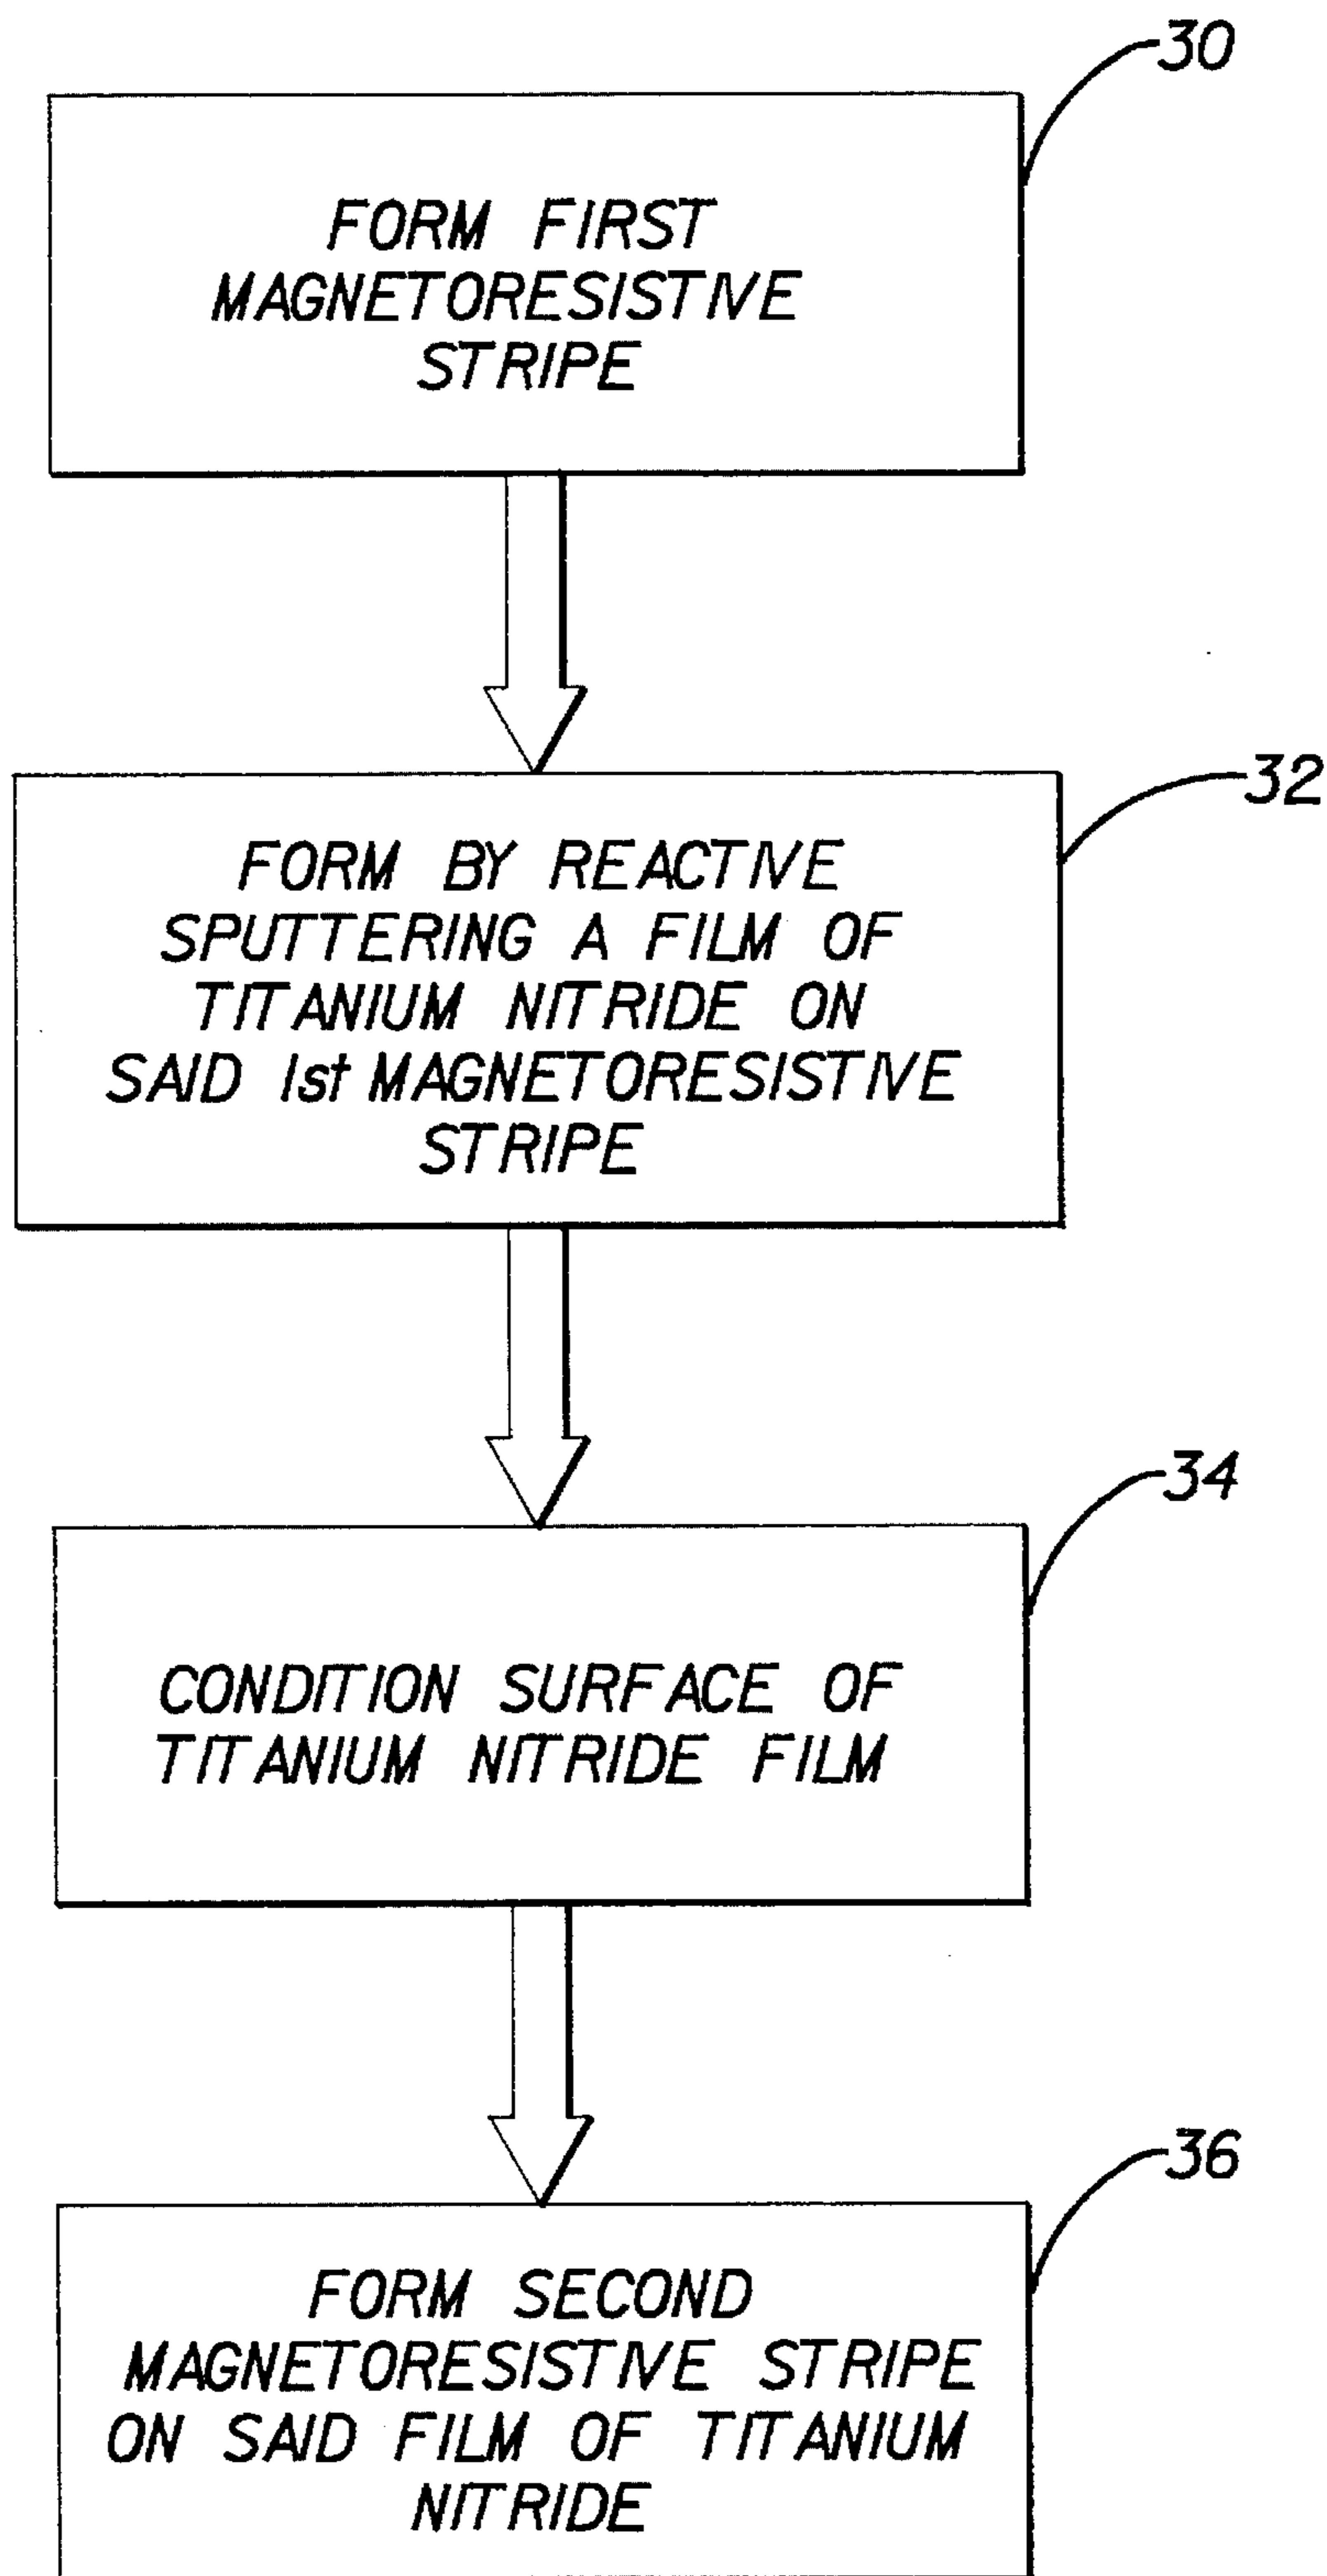 30
FORM FIRST
MAGNETORESISTIVE
STRIPE
32
FORM BY REACTIVE
SPUTTERING A FILM OF
TITANIUM NITRIDE ON
SAID 1st MAGNETORESISTIVE
STRIPE
34
CONDITION SURFACE OF
TITANIUM NITRIDE FILM
36
FORM SECOND
MAGNETORESISTIVE STRIPE
ON SAID FILM OF TITANIUM
NITRIDE